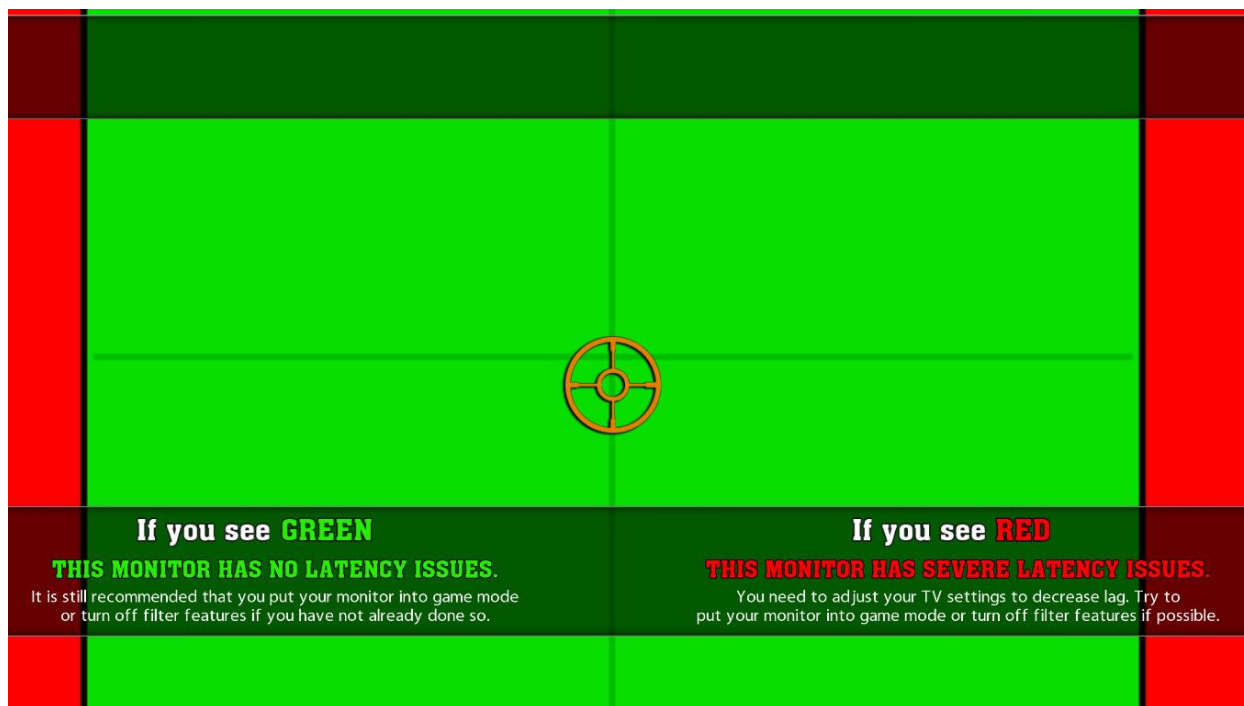 If you see GREEN
THIS MONITOR HAS NO LATENCY ISSUES.
It is still recommended that you put your monitor into game mode
or turn off filter features if you have not already done so.
If you see RED
THIS MONITOR HAS SEVERE LATENCY ISSUES.
You need to adjust your TV settings to decrease lag. Try to
put your monitor into game mode or turn off filter features if possible.